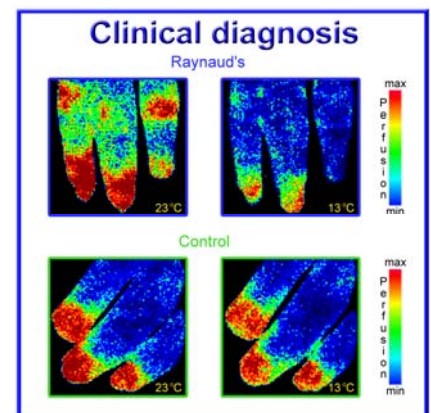 Clinical diagnosis
Raynaud's
max
Perfusion
min
23°C
13°C
Control
max
Perfusion
min
23°C
13°C